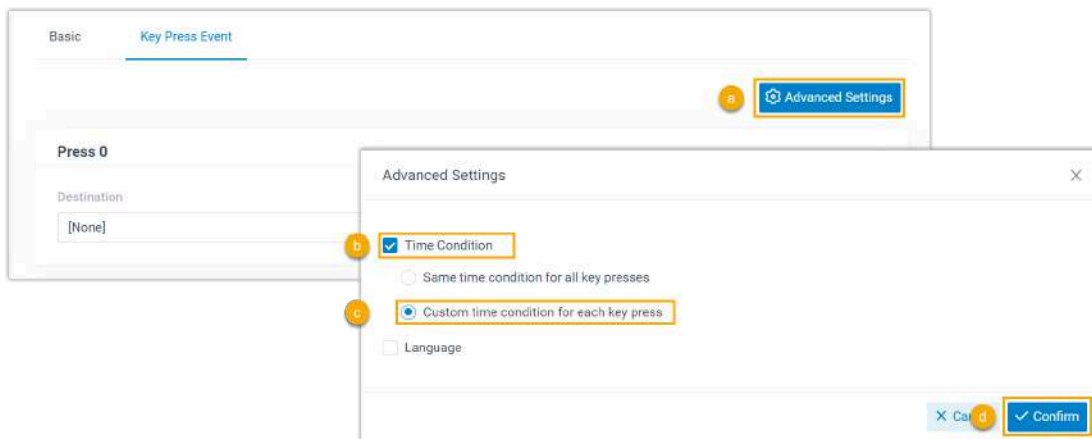 Basic Key Press Event
a Advanced Settings
Press 0
Destination
[None]
Advanced Settings
b Time Condition
Same time condition for all key presses
c Custom time condition for each key press
Language
d Confirm